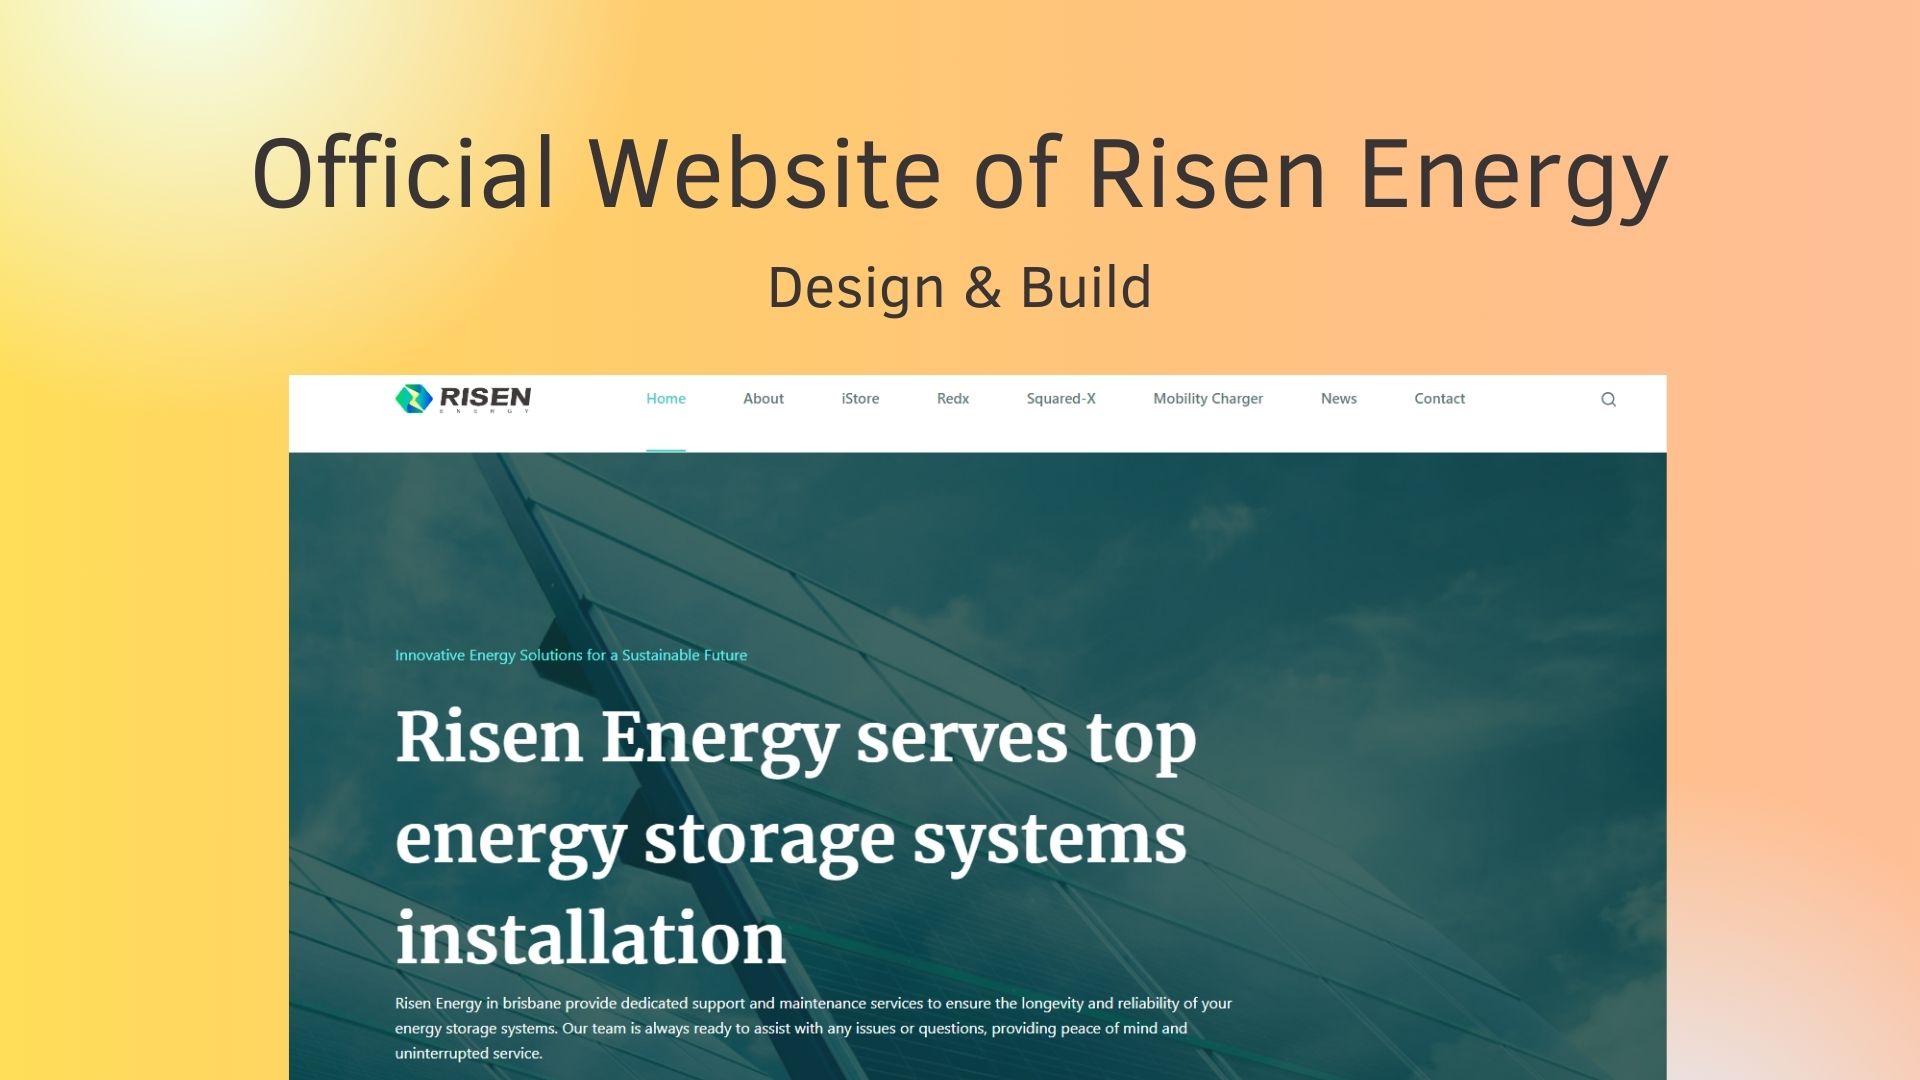 Official Website of Risen Energy
Design & Build
RISEN
ENERGY
Home About iStore Redx Squared-X Mobility Charger News Contact
Innovative Energy Solutions for a Sustainable Future
Risen Energy serves top
energy storage systems
installation
Risen Energy in brisbane provide dedicated support and maintenance services to ensure the longevity and reliability of your
energy storage systems. Our team is always ready to assist with any issues or questions, providing peace of mind and
uninterrupted service.